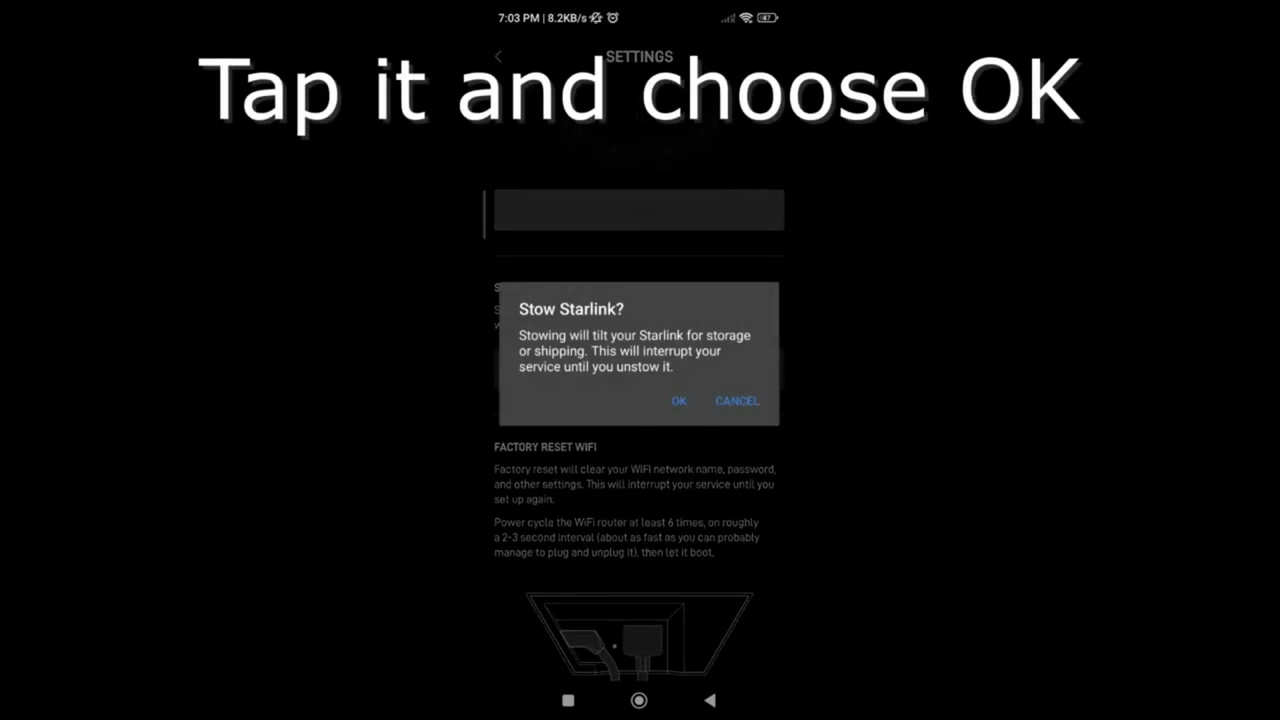 7:03 PM | 8.2KB/s
47
SETTINGS
Tap it and choose OK
Stow Starlink?
Stowing will tilt your Starlink for storage
or shipping. This will interrupt your
service until you unstow it.
OK CANCEL
FACTORY RESET WIFI
Factory reset will clear your WiFi network name, password,
and other settings. This will interrupt your service until you
set up again.
Power cycle the WiFi router at least 6 times, on roughly
a 2-3 second interval (about as fast as you can probably
manage to plug and unplug it), then let it boot.